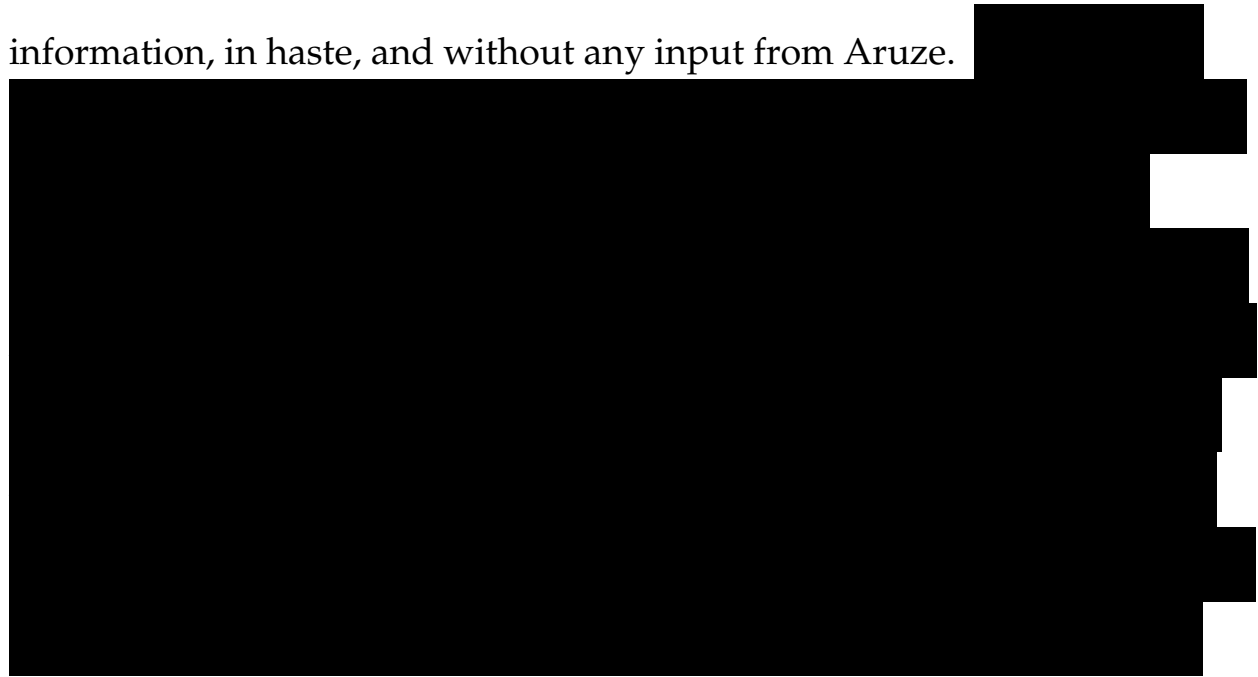 information, in haste, and without any input from Aruze.